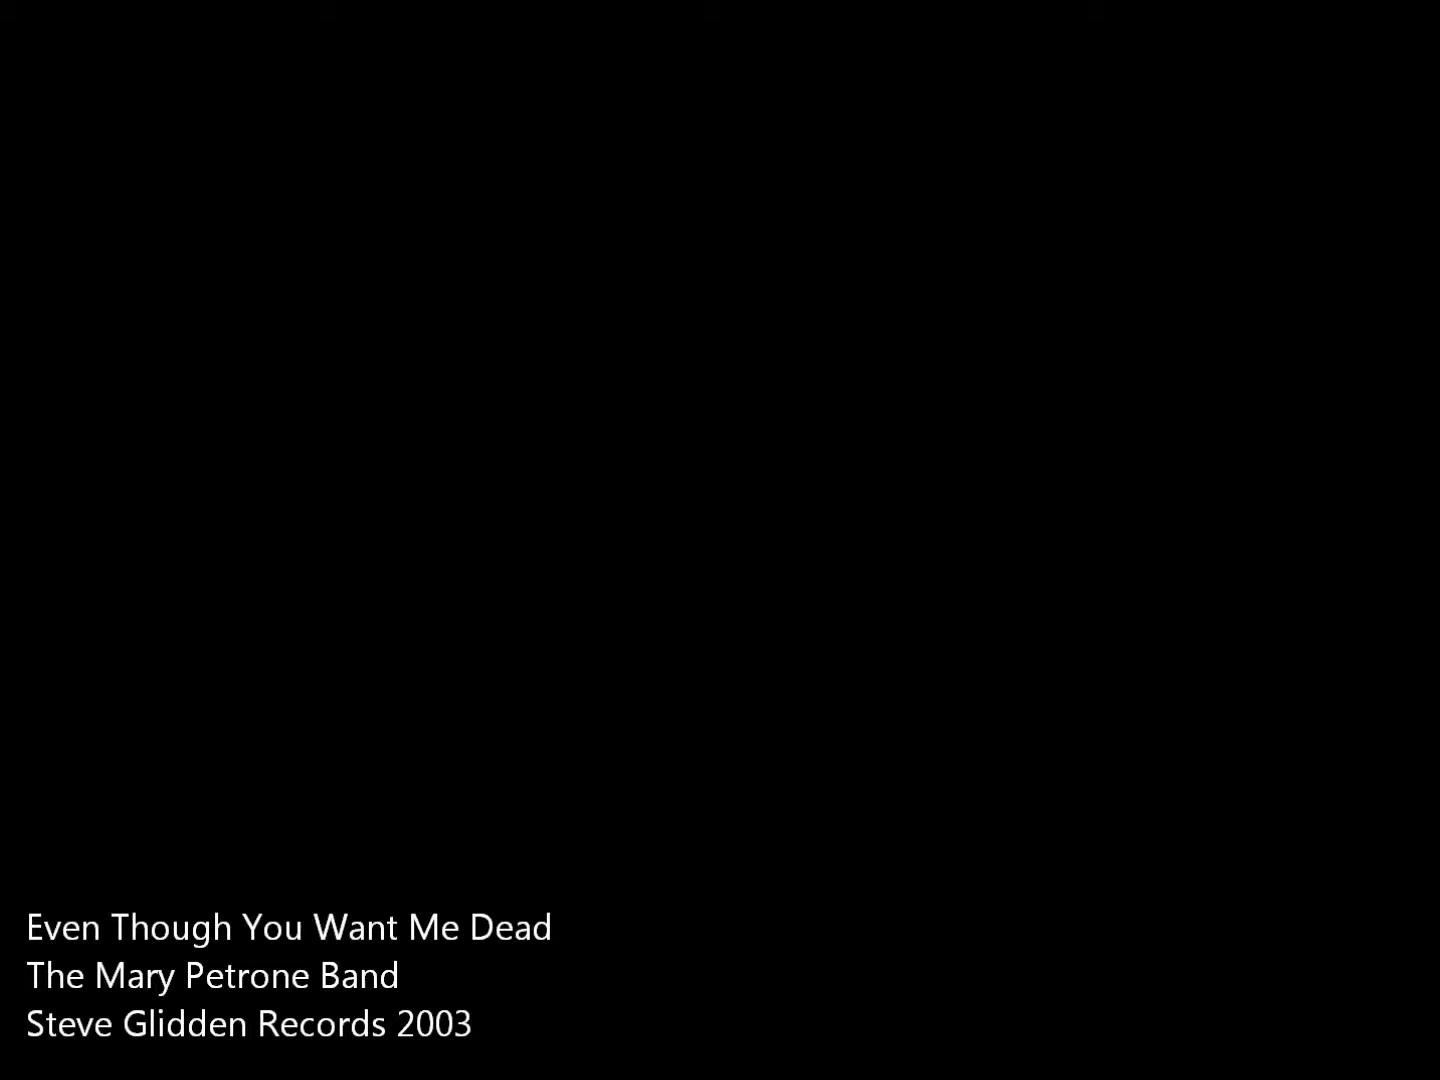 Even Though You Want Me Dead
The Mary Petrone Band
Steve Glidden Records 2003